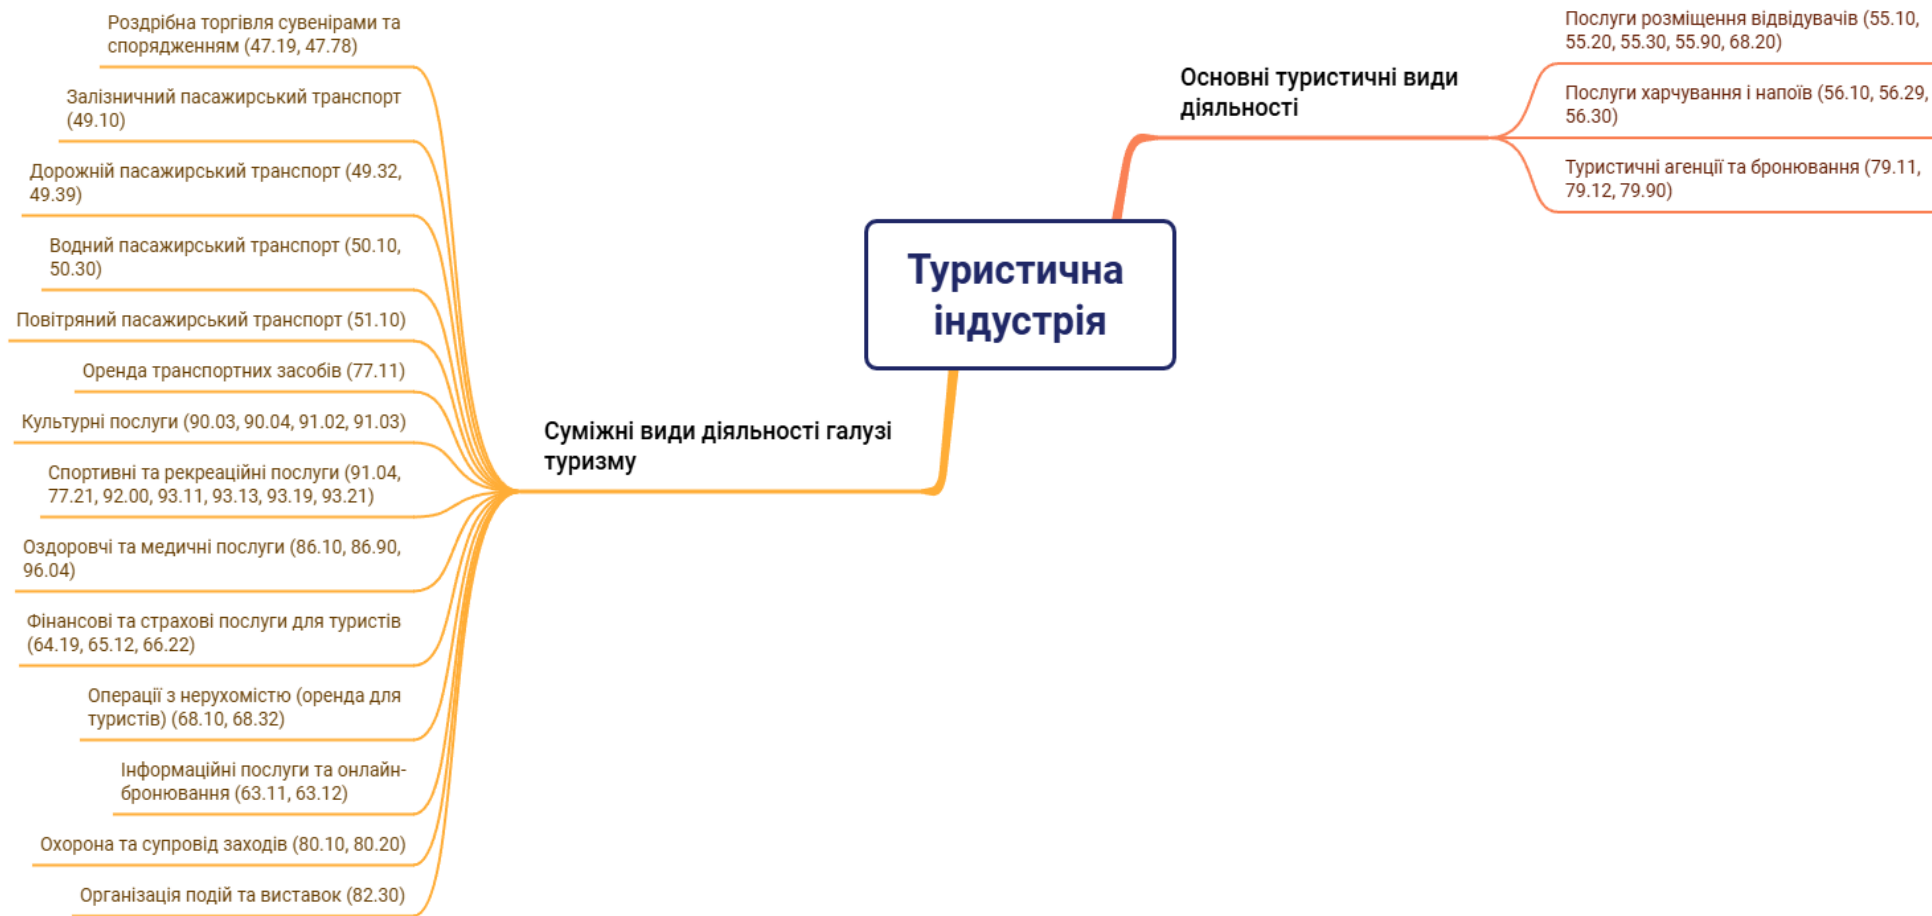 Туристична
індустрія
Основні туристичні види
діяльності
Послуги розміщення відвідувачів (55.10,
55.20, 55.30, 55.90, 68.20)
Послуги харчування і напоїв (56.10, 56.29,
56.30)
Туристичні агенції та бронювання (79.11,
79.12, 79.90)
Суміжні види діяльності галузі
туризму
Роздрібна торгівля сувенірами та
спорядженням (47.19, 47.78)
Залізничний пасажирський транспорт
(49.10)
Дорожній пасажирський транспорт (49.32,
49.39)
Водний пасажирський транспорт (50.10,
50.30)
Повітряний пасажирський транспорт (51.10)
Оренда транспортних засобів (77.11)
Культурні послуги (90.03, 90.04, 91.02, 91.03)
Спортивні та рекреаційні послуги (91.04,
77.21, 92.00, 93.11, 93.13, 93.19, 93.21)
Оздоровчі та медичні послуги (86.10, 86.90,
96.04)
Фінансові та страхові послуги для туристів
(64.19, 65.12, 66.22)
Операції з нерухомістю (оренда для
туристів) (68.10, 68.32)
Інформаційні послуги та онлайн-
бронювання (63.11, 63.12)
Охорона та супровід заходів (80.10, 80.20)
Організація подій та виставок (82.30)